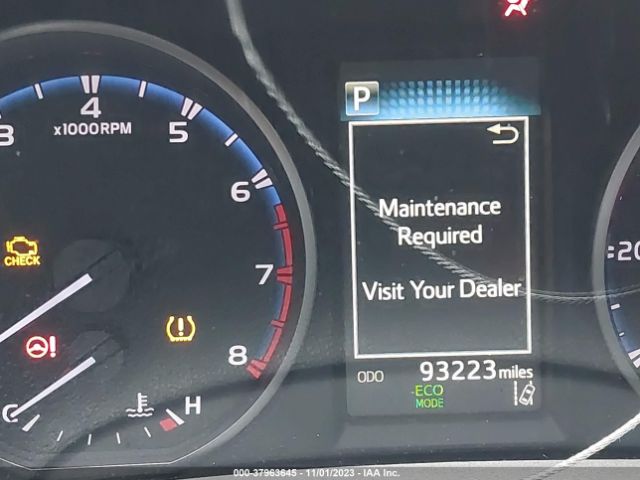 P
3
4
5
x1000RPM
6
7
8
CHECK
!
(!)
C
H
Maintenance
Required
Visit Your Dealer
20
ODO 93223 miles
ECO
MODE
000-37963645 - 11/01/2023 - IAA Inc.